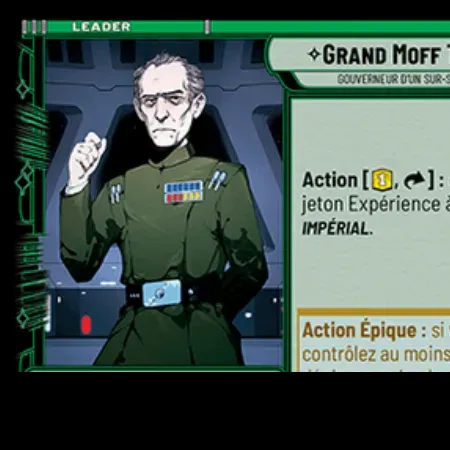 LEADER
GRAND MOFF
GOUVERNEUR D'UN SUR-
Action [1, ] :
jeton Expérience à
IMPÉRIAL.
Action Épique : si
contrôlez au moins